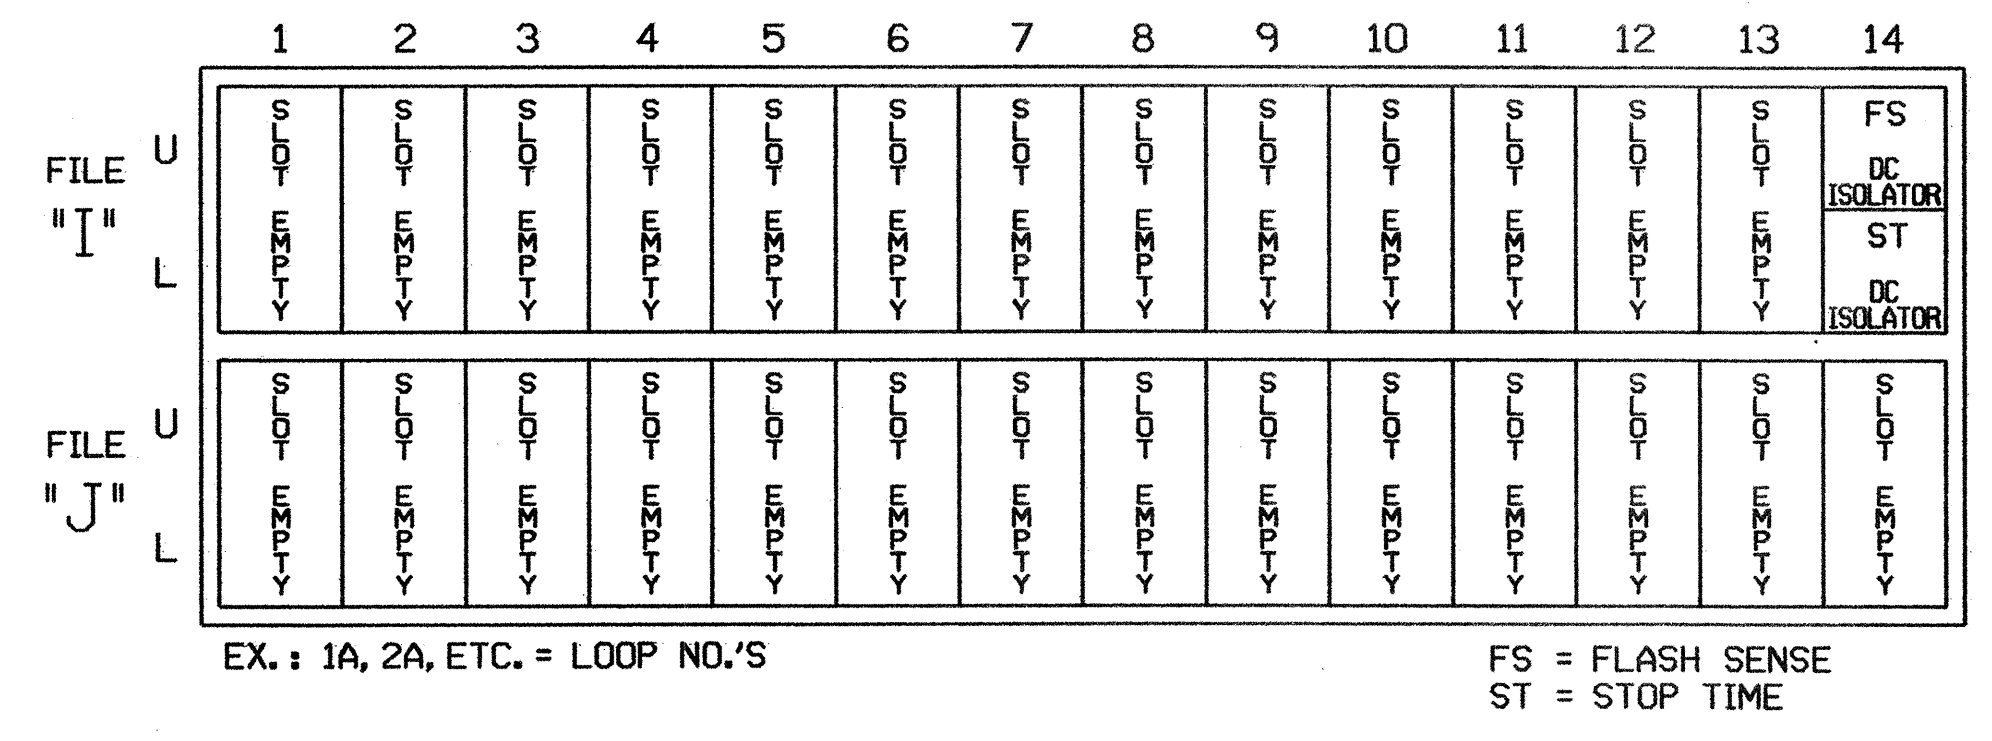 1 2 3 4 5 6 7 8 9 10 11 12 13 14
FILE "I"
U
L
SLOT EMPTY
SLOT EMPTY
SLOT EMPTY
SLOT EMPTY
SLOT EMPTY
SLOT EMPTY
SLOT EMPTY
SLOT EMPTY
SLOT EMPTY
SLOT EMPTY
SLOT EMPTY
SLOT EMPTY
SLOT EMPTY
FS
DC
ISOLATOR
ST
DC
ISOLATOR
FILE "J"
U
L
SLOT EMPTY
SLOT EMPTY
SLOT EMPTY
SLOT EMPTY
SLOT EMPTY
SLOT EMPTY
SLOT EMPTY
SLOT EMPTY
SLOT EMPTY
SLOT EMPTY
SLOT EMPTY
SLOT EMPTY
SLOT EMPTY
SLOT EMPTY
EX.: 1A, 2A, ETC. = LOOP NO.'S
FS = FLASH SENSE
ST = STOP TIME